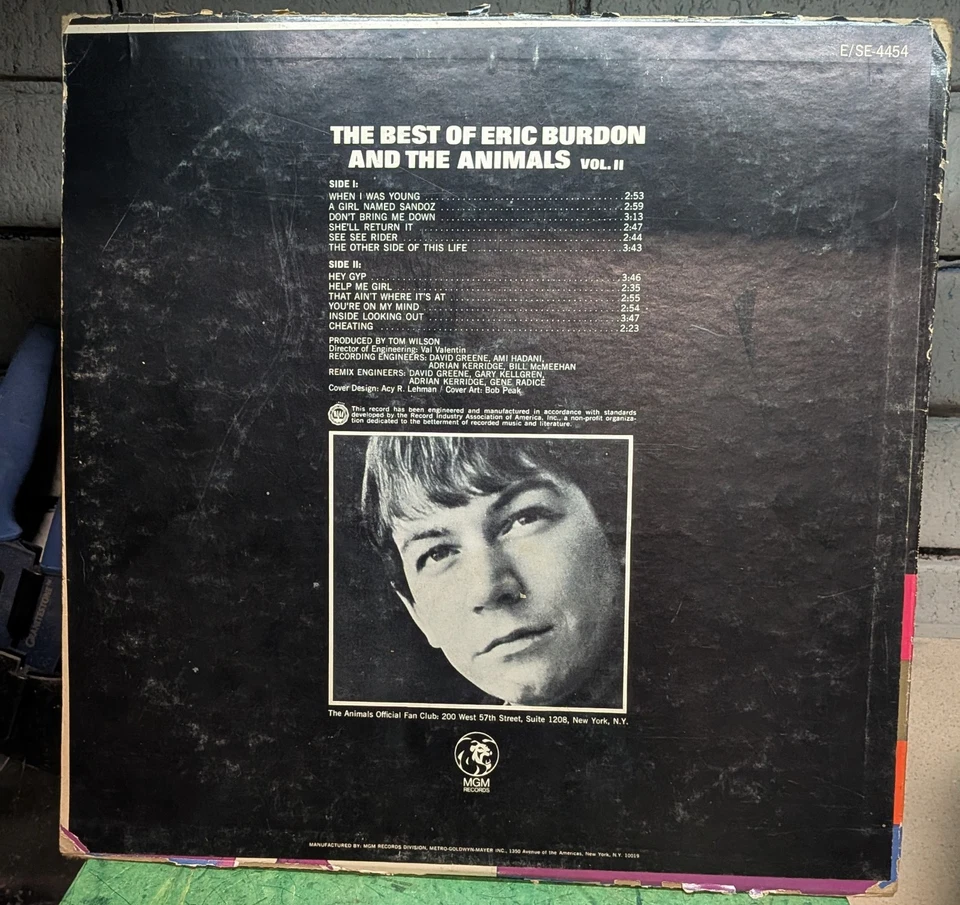 E/SE-4454
THE BEST OF ERIC BURDON
AND THE ANIMALS VOL. II
SIDE I:
WHEN I WAS YOUNG 2:53
A GIRL NAMED SANDOZ 2:59
DON'T BRING ME DOWN 3:13
SHE'LL RETURN IT 2:47
SEE SEE RIDER 2:44
THE OTHER SIDE OF THIS LIFE 3:43
SIDE II:
HEY GYP 3:46
HELP ME GIRL 2:35
THAT AIN'T WHERE IT'S AT 2:55
YOU'RE ON MY MIND 2:54
INSIDE LOOKING OUT 3:47
CHEATING 2:23
PRODUCED BY TOM WILSON
Director of Engineering: Val Valentin
RECORDING ENGINEERS: DAVID GREENE, AMI HADANI,
ADRIAN KERRIDGE, BILL McMEEHAN
REMIX ENGINEERS: DAVID GREENE, GARY KELLGREN,
ADRIAN KERRIDGE, GENE RADICE
Cover Design: Acy R. Lehman / Cover Art: Bob Peak
This record has been engineered and manufactured in accordance with standards
developed by the Record Industry Association of America, Inc., a non-profit organiza-
tion dedicated to the betterment of recorded music and literature.
The Animals Official Fan Club: 200 West 57th Street, Suite 1208, New York, N.Y.
MGM
RECORDS
MANUFACTURED BY: MGM RECORDS DIVISION, METRO-GOLDWYN-MAYER INC., 1350 Avenue of the Americas, New York, N.Y. 10019